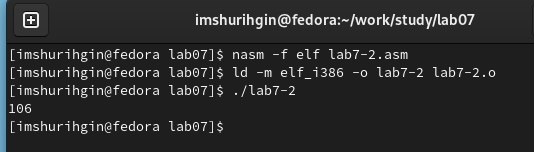 imshurihgin@fedora:~/work/study/lab07
[imshurihgin@fedora lab07]$ nasm -f elf lab7-2.asm
[imshurihgin@fedora lab07]$ ld -m elf_i386 -o lab7-2 lab7-2.o
[imshurihgin@fedora lab07]$ ./lab7-2
106
[imshurihgin@fedora lab07]$